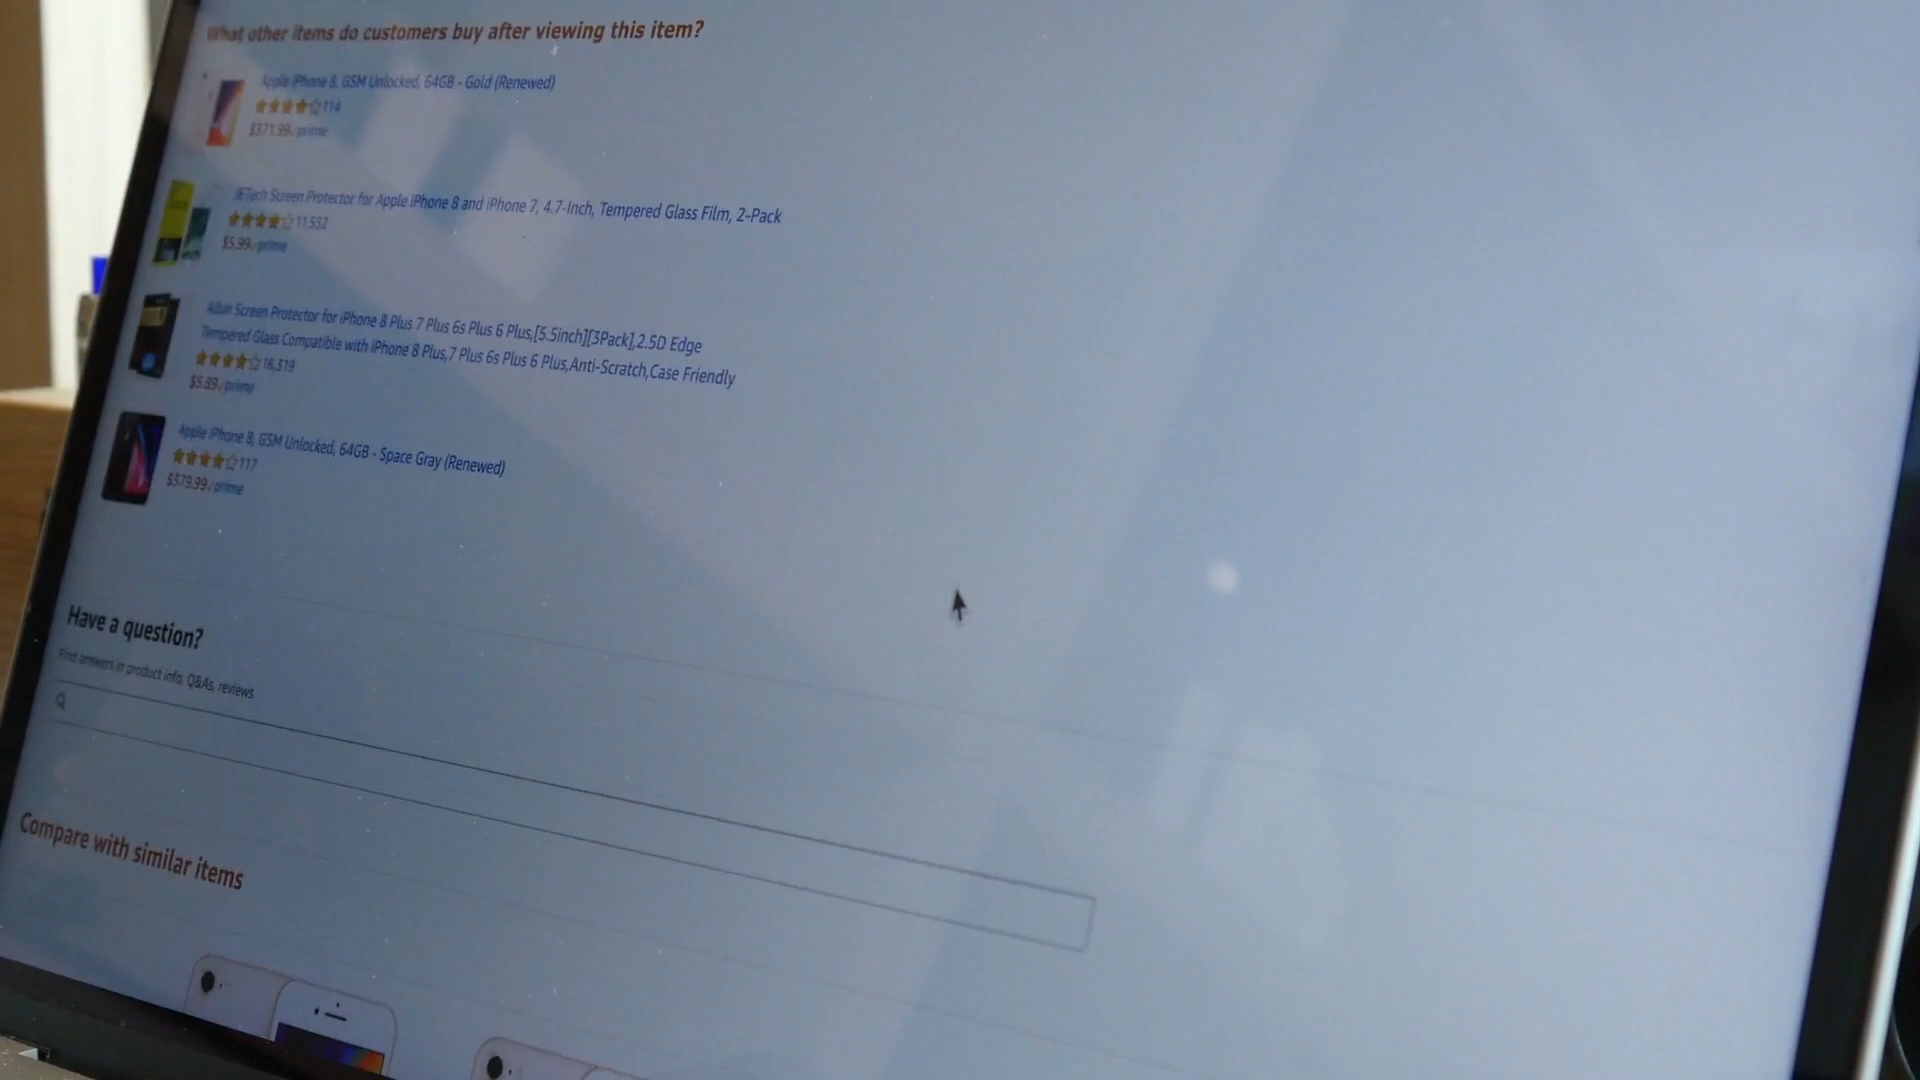 What other items do customers buy after viewing this item?
Apple iPhone 8, GSM Unlocked, 64GB - Gold (Renewed)
114
$371.99 prime
JETech Screen Protector for Apple iPhone 8 and iPhone 7, 4.7-Inch, Tempered Glass Film, 2-Pack
11,552
$5.99 prime
Ailun Screen Protector for iPhone 8 Plus 7 Plus 6s Plus 6 Plus,[5.5inch][3Pack],2.5D Edge
Tempered Glass Compatible with iPhone 8 Plus,7 Plus 6s Plus 6 Plus,Anti-Scratch,Case Friendly
16,319
$5.89 prime
Apple iPhone 8, GSM Unlocked, 64GB - Space Gray (Renewed)
117
$379.99 prime
Have a question?
Find answers in product info, Q&As, reviews
Compare with similar items